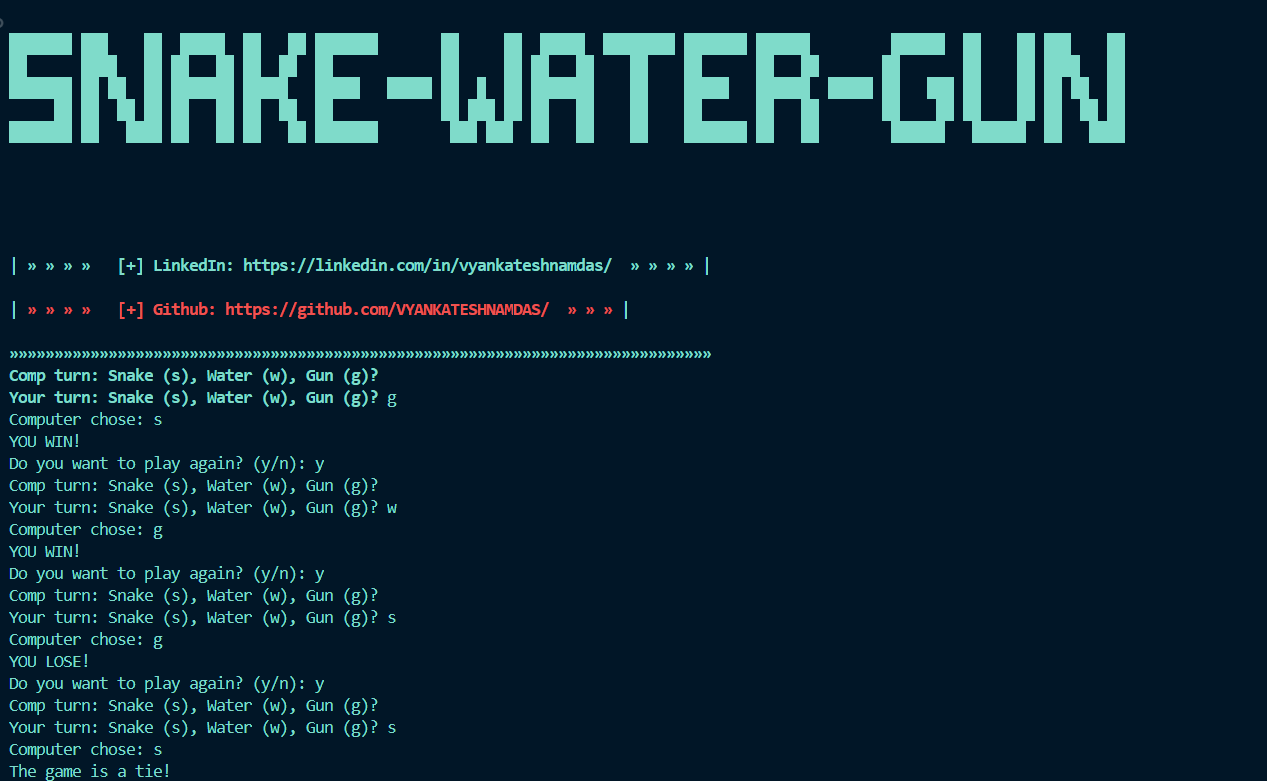 SNAKE-WATER-GUN
| » » » »   [+] LinkedIn: https://linkedin.com/in/vyankateshnamdas/  » » » » |
| » » » »   [+] Github: https://github.com/VYANKATESHNAMDAS/  » » » |
»»»»»»»»»»»»»»»»»»»»»»»»»»»»»»»»»»»»»»»»»»»»»»»»»»»»»»»»»»»»»»»»»»»»»»»»»»»»»»
Comp turn: Snake (s), Water (w), Gun (g)?
Your turn: Snake (s), Water (w), Gun (g)? g
Computer chose: s
YOU WIN!
Do you want to play again? (y/n): y
Comp turn: Snake (s), Water (w), Gun (g)?
Your turn: Snake (s), Water (w), Gun (g)? w
Computer chose: g
YOU WIN!
Do you want to play again? (y/n): y
Comp turn: Snake (s), Water (w), Gun (g)?
Your turn: Snake (s), Water (w), Gun (g)? s
Computer chose: g
YOU LOSE!
Do you want to play again? (y/n): y
Comp turn: Snake (s), Water (w), Gun (g)?
Your turn: Snake (s), Water (w), Gun (g)? s
Computer chose: s
The game is a tie!